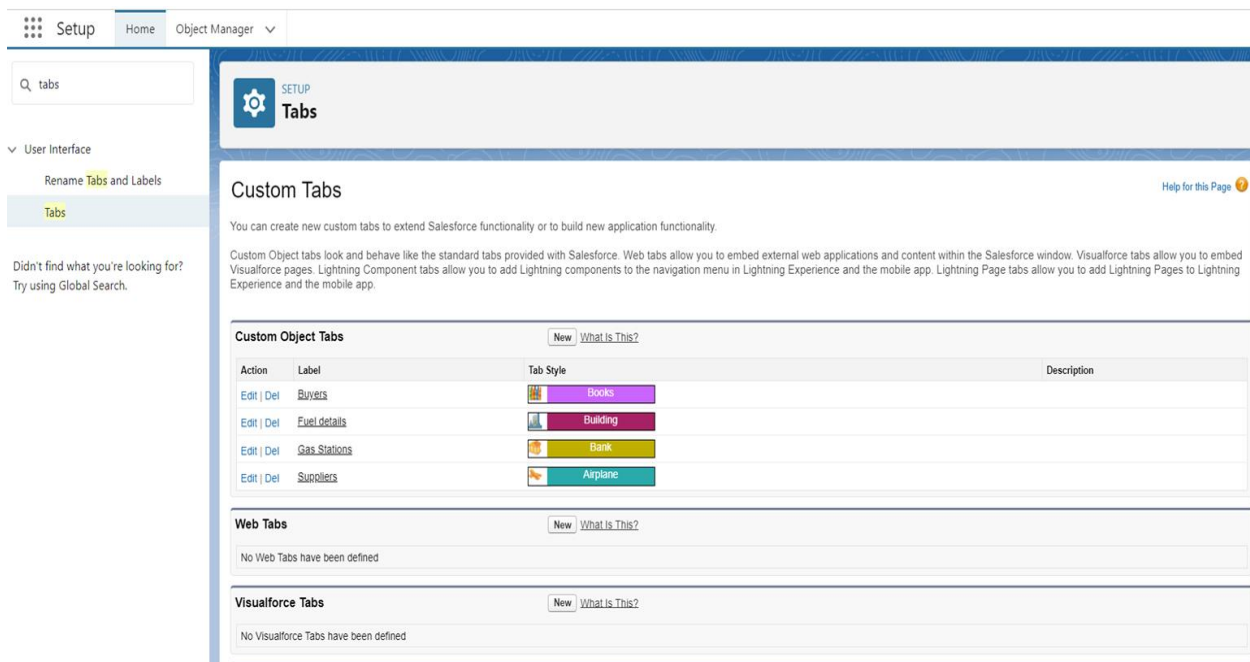 Setup
Home
Object Manager
tabs
User Interface
Rename Tabs and Labels
Tabs
Didn't find what you're looking for?
Try using Global Search.
SETUP
Tabs
Custom Tabs
Help for this Page ?
You can create new custom tabs to extend Salesforce functionality or to build new application functionality.
Custom Object tabs look and behave like the standard tabs provided with Salesforce. Web tabs allow you to embed external web applications and content within the Salesforce window. Visualforce tabs allow you to embed
Visualforce pages. Lightning Component tabs allow you to add Lightning components to the navigation menu in Lightning Experience and the mobile app. Lightning Page tabs allow you to add Lightning Pages to Lightning
Experience and the mobile app.
Custom Object Tabs New What Is This?
Action Label Tab Style Description
Edit | Del Buyers Books
Edit | Del Fuel details Building
Edit | Del Gas Stations Bank
Edit | Del Suppliers Airplane
Web Tabs New What Is This?
No Web Tabs have been defined
Visualforce Tabs New What Is This?
No Visualforce Tabs have been defined